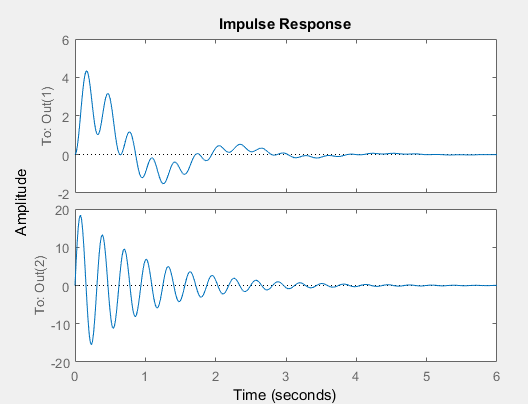 Impulse Response
Amplitude
To: Out(1)
6
4
2
0
-2
To: Out(2)
20
10
0
-10
-20
0 1 2 3 4 5 6
Time (seconds)